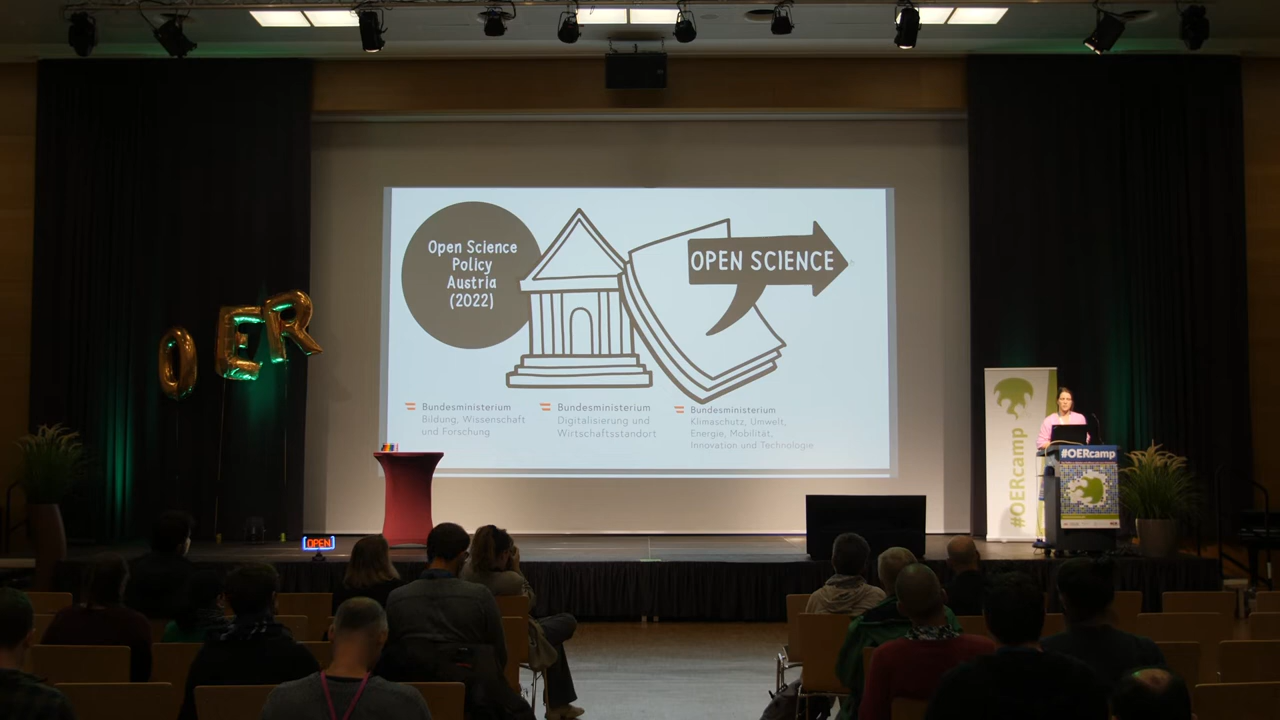 Open Science
Policy
Austria
(2022)
OPEN SCIENCE
Bundesministerium
Bildung, Wissenschaft
und Forschung
Bundesministerium
Digitalisierung und
Wirtschaftsstandort
Bundesministerium
Klimaschutz, Umwelt,
Energie, Mobilität,
Innovation und Technologie
OER
#OERcamp
#OERcamp
OPEN